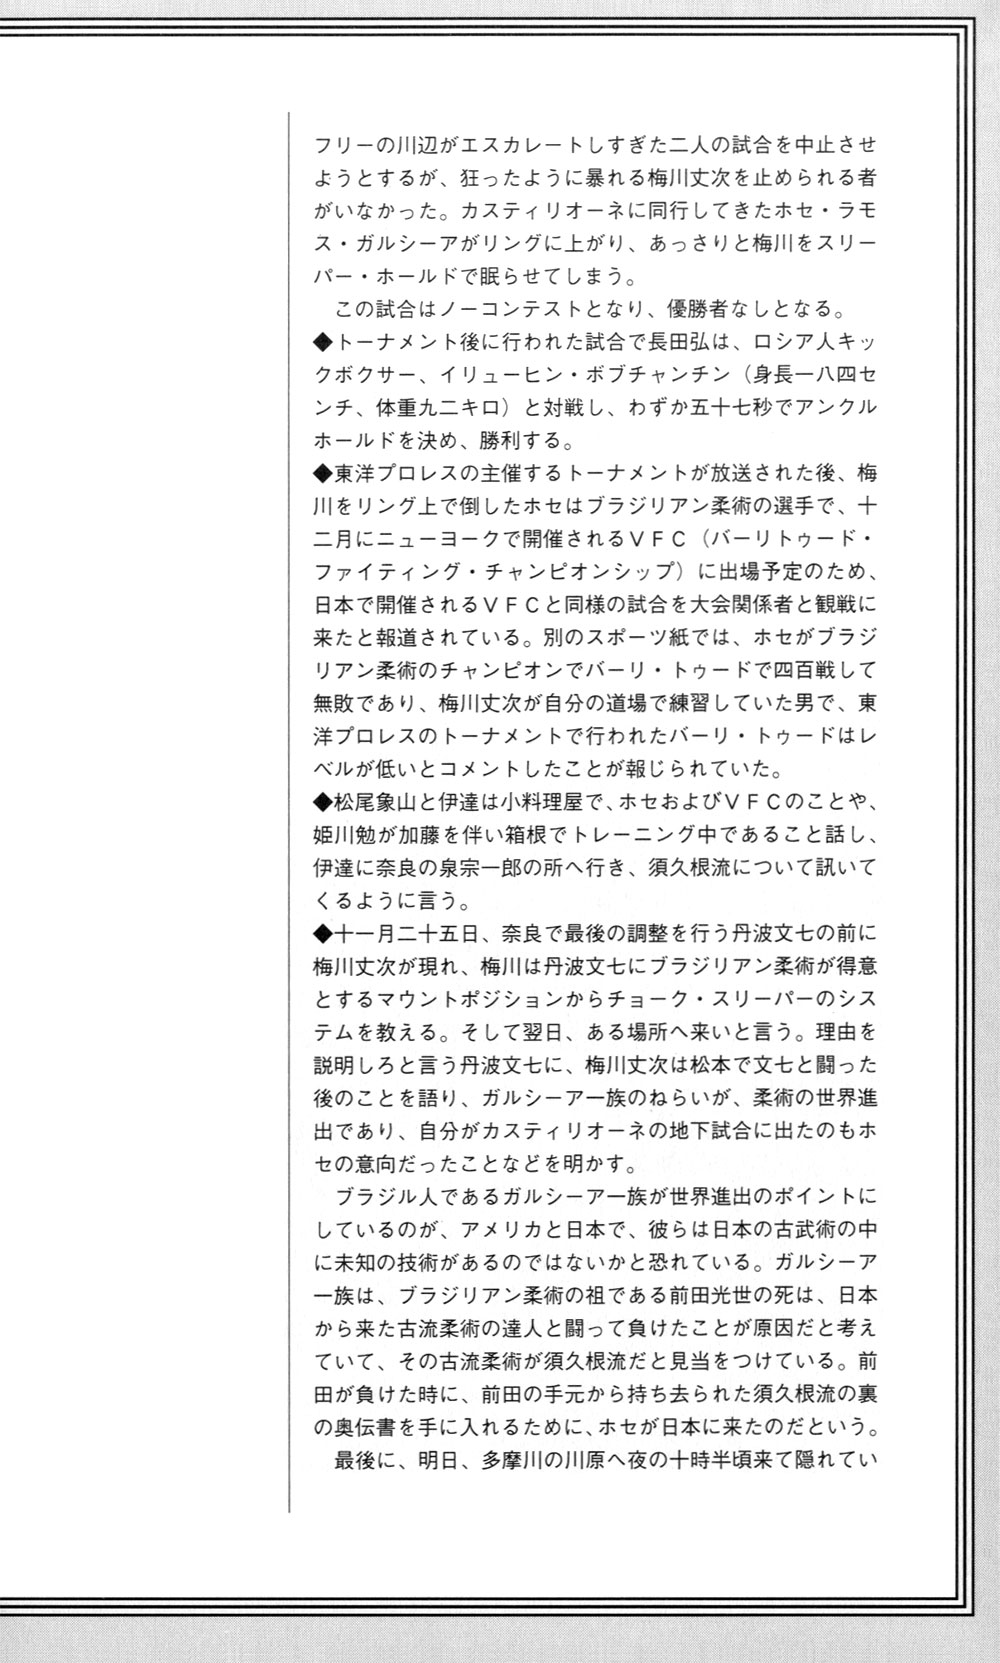 フリーの川辺がエスカレートしすぎた二人の試合を中止させ
ようとするが、狂ったように暴れる梅川丈次を止められる者
がいなかった。カスティリオーネに同行してきたホセ・ラモ
ス・ガルシーアがリングに上がり、あっさりと梅川をスリー
パー・ホールドで眠らせてしまう。
　この試合はノーコンテストとなり、優勝者なしとなる。
◆トーナメント後に行われた試合で長田弘は、ロシア人キッ
クボクサー、イリューヒン・ボブチャンチン（身長一八四セ
ンチ、体重九二キロ）と対戦し、わずか五十七秒でアンクル
ホールドを決め、勝利する。
◆東洋プロレスの主催するトーナメントが放送された後、梅
川をリング上で倒したホセはブラジリアン柔術の選手で、十
二月にニューヨークで開催されるＶＦＣ（バーリトゥード・
ファイティング・チャンピオンシップ）に出場予定のため、
日本で開催されるＶＦＣと同様の試合を大会関係者と観戦に
来たと報道されている。別のスポーツ紙では、ホセがブラジ
リアン柔術のチャンピオンでバーリ・トゥードで四百戦して
無敗であり、梅川丈次が自分の道場で練習していた男で、東
洋プロレスのトーナメントで行われたバーリ・トゥードはレ
ベルが低いとコメントしたことが報じられていた。
◆松尾象山と伊達は小料理屋で、ホセおよびＶＦＣのことや、
姫川勉が加藤を伴い箱根でトレーニング中であること話し、
伊達に奈良の泉宗一郎の所へ行き、須久根流について訊いて
くるように言う。
◆十一月二十五日、奈良で最後の調整を行う丹波文七の前に
梅川丈次が現れ、梅川は丹波文七にブラジリアン柔術が得意
とするマウントポジションからチョーク・スリーパーのシス
テムを教える。そして翌日、ある場所へ来いと言う。理由を
説明しろと言う丹波文七に、梅川丈次は松本で文七と闘った
後のことを語り、ガルシーア一族のねらいが、柔術の世界進
出であり、自分がカスティリオーネの地下試合に出たのもホ
セの意向だったことなどを明かす。
　ブラジル人であるガルシーア一族が世界進出のポイントに
しているのが、アメリカと日本で、彼らは日本の古武術の中
に未知の技術があるのではないかと恐れている。ガルシーア
一族は、ブラジリアン柔術の祖である前田光世の死は、日本
から来た古流柔術の達人と闘って負けたことが原因だと考え
ていて、その古流柔術が須久根流だと見当をつけている。前
田が負けた時に、前田の手元から持ち去られた須久根流の裏
の奥伝書を手に入れるために、ホセが日本に来たのだという。
　最後に、明日、多摩川の川原へ夜の十時半頃来て隠れてい